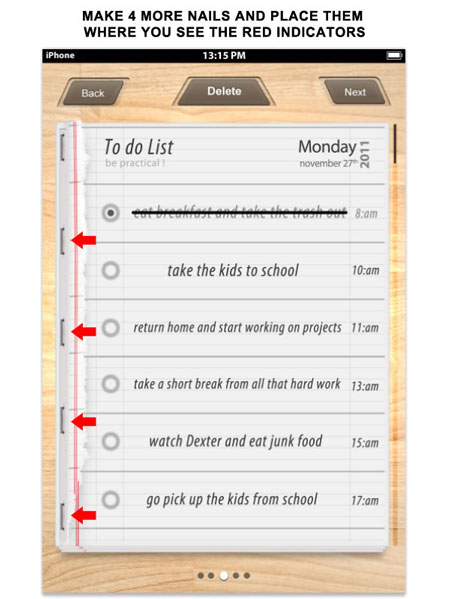 MAKE 4 MORE NAILS AND PLACE THEM
WHERE YOU SEE THE RED INDICATORS
iPhone 13:15 PM
Back Delete Next
To do List Monday
be practical ! november 27th 2011
eat breakfast and take the trash out 8:am
take the kids to school 10:am
return home and start working on projects 11:am
take a short break from all that hard work 13:am
watch Dexter and eat junk food 15:am
go pick up the kids from school 17:am